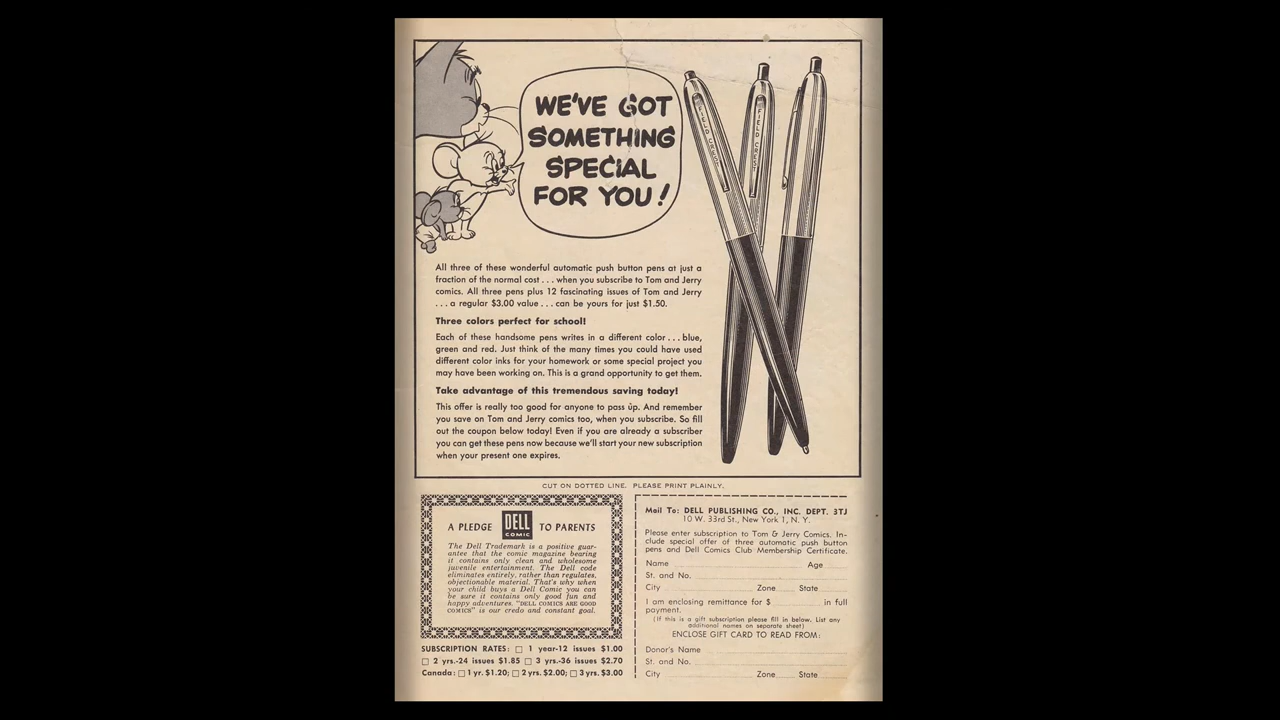 WE'VE GOT
SOMETHING
SPECIAL
FOR YOU!
FIELD CREST
FIELD CREST
All three of these wonderful automatic push button pens at just a
fraction of the normal cost . . . when you subscribe to Tom and Jerry
comics. All three pens plus 12 fascinating issues of Tom and Jerry
. . . a regular $3.00 value . . . can be yours for just $1.50.
Three colors perfect for school!
Each of these handsome pens writes in a different color . . . blue,
green and red. Just think of the many times you could have used
different color inks for your homework or some special project you
may have been working on. This is a grand opportunity to get them.
Take advantage of this tremendous saving today!
This offer is really too good for anyone to pass up. And remember
you save on Tom and Jerry comics too, when you subscribe. So fill
out the coupon below today! Even if you are already a subscriber
you can get these pens now because we'll start your new subscription
when your present one expires.
CUT ON DOTTED LINE. PLEASE PRINT PLAINLY.
A PLEDGE DELL COMIC TO PARENTS
The Dell Trademark is a positive guar-
antee that the comic magazine bearing
it contains only clean and wholesome
juvenile entertainment. The Dell code
eliminates entirely, rather than regulates,
objectionable material. That's why when
your child buys a Dell Comic you can
be sure it contains only good fun and
happy adventures. "DELL COMICS ARE GOOD
COMICS" is our credo and constant goal.
SUBSCRIPTION RATES: □ 1 year-12 issues $1.00
□ 2 yrs.-24 issues $1.85 □ 3 yrs.-36 issues $2.70
Canada: □ 1 yr. $1.20; □ 2 yrs. $2.00; □ 3 yrs. $3.00
Mail To: DELL PUBLISHING CO., INC. DEPT. 3TJ
10 W. 33rd St., New York 1, N. Y.
Please enter subscription to Tom & Jerry Comics. In-
clude special offer of three automatic push button
pens and Dell Comics Club Membership Certificate.
Name Age
St. and No.
City Zone State
I am enclosing remittance for $ in full
payment.
(If this is a gift subscription please fill in below. List any
additional names on separate sheet)
ENCLOSE GIFT CARD TO READ FROM:
Donor's Name
St. and No.
City Zone State